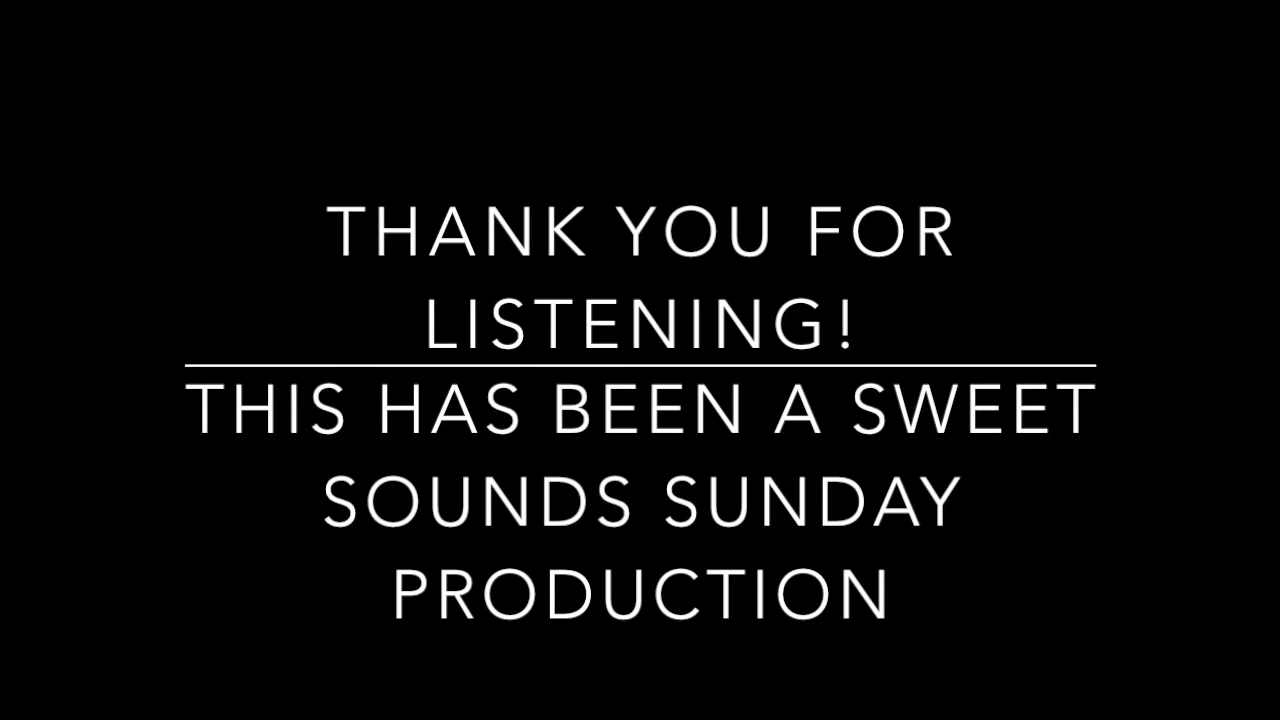 THANK YOU FOR
LISTENING!
THIS HAS BEEN A SWEET
SOUNDS SUNDAY
PRODUCTION